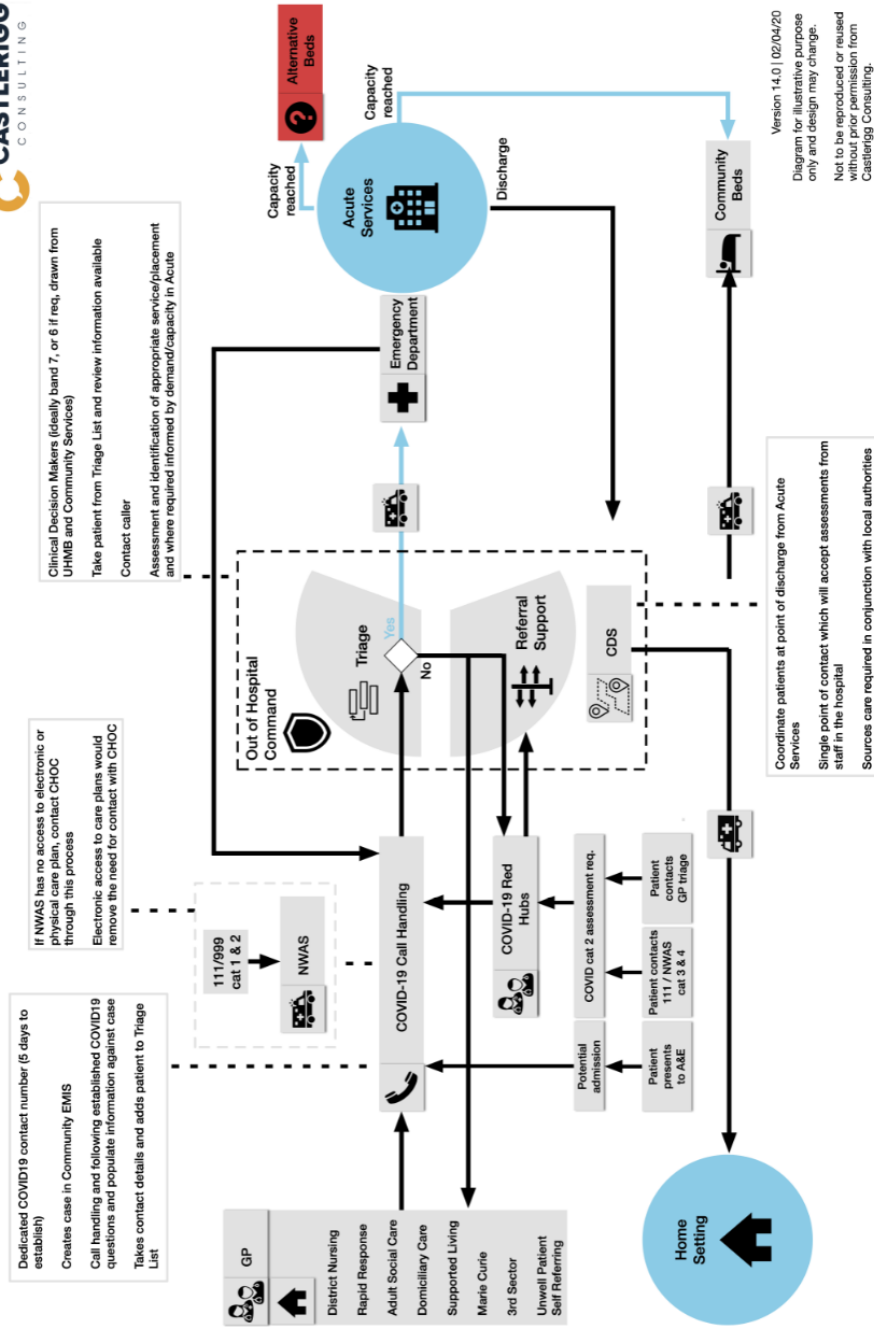 CASTLERIGG
CONSULTING
Dedicated COVID19 contact number (5 days to
establish)
Creates case in Community EMIS
Call handling and following established COVID19
questions and populate information against case
Takes contact details and adds patient to Triage
List
If NWAS has no access to electronic or
physical care plan, contact CHOC
through this process
Electronic access to care plans would
remove the need for contact with CHOC
Clinical Decision Makers (ideally band 7, or 6 if req, drawn from
UHMB and Community Services)
Take patient from Triage List and review information available
Contact caller
Assessment and identification of appropriate service/placement
and where required informed by demand/capacity in Acute
GP
District Nursing
Rapid Response
Adult Social Care
Domiciliary Care
Supported Living
Marie Curie
3rd Sector
Unwell Patient
Self Referring
111/999
cat 1 & 2
NWAS
COVID-19 Call Handling
Out of Hospital
Command
Triage
Yes
No
Referral
Support
CDS
Emergency
Department
Acute
Services
Capacity
reached
Alternative
Beds
Capacity
reached
Discharge
Community
Beds
COVID-19 Red
Hubs
Potential
admission
COVID cat 2 assessment req.
Patient
presents
to A&E
Patient contacts
111 / NWAS
cat 3 & 4
Patient
contacts
GP triage
Home
Setting
Coordinate patients at point of discharge from Acute
Services
Single point of contact which will accept assessments from
staff in the hospital
Sources care required in conjunction with local authorities
Version 14.0 | 02/04/20
Diagram for illustrative purpose
only and design may change.
Not to be reproduced or reused
without prior permission from
Castlerigg Consulting.